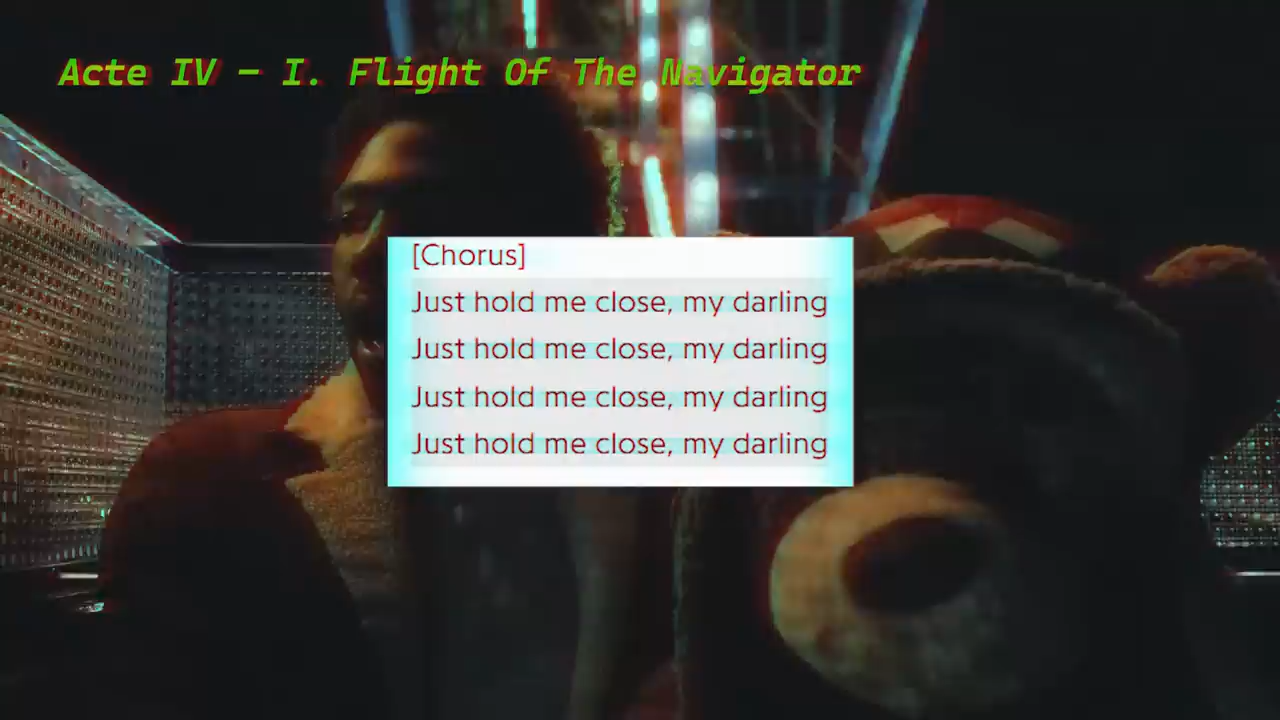 Acte IV – I. Flight Of The Navigator
[Chorus]
Just hold me close, my darling
Just hold me close, my darling
Just hold me close, my darling
Just hold me close, my darling